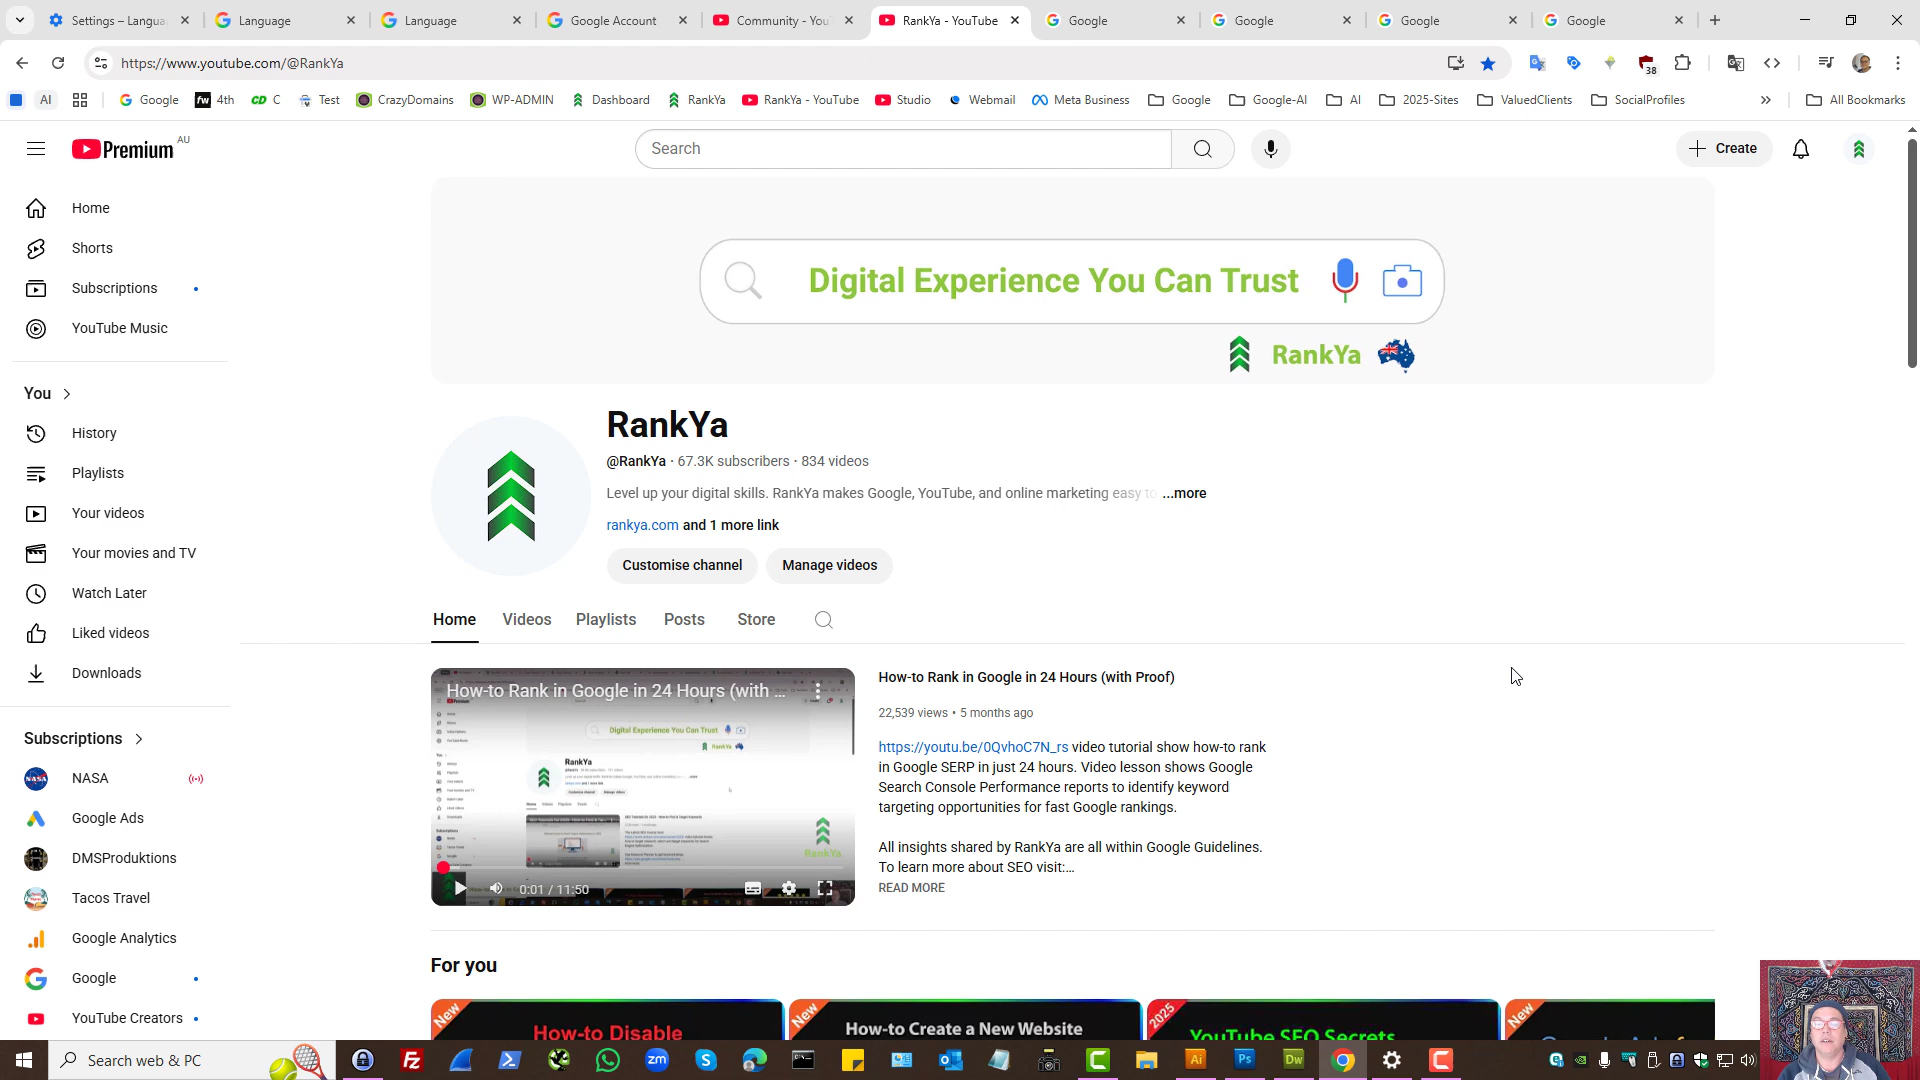 Settings – Langua
Language
Language
Google Account
Community - You
RankYa - YouTube
Google
Google
Google
Google
https://www.youtube.com/@RankYa
38
AI
Google
4th
C
Test
CrazyDomains
WP-ADMIN
Dashboard
RankYa
RankYa - YouTube
Studio
Webmail
Meta Business
Google
Google-AI
AI
2025-Sites
ValuedClients
SocialProfiles
All Bookmarks
Premium AU
Search
Create
Home
Shorts
Subscriptions
YouTube Music
You
History
Playlists
Your videos
Your movies and TV
Watch Later
Liked videos
Downloads
Subscriptions
NASA
Google Ads
DMSProduktions
Tacos Travel
Google Analytics
Google
YouTube Creators
Digital Experience You Can Trust
RankYa
RankYa
@RankYa · 67.3K subscribers · 834 videos
Level up your digital skills. RankYa makes Google, YouTube, and online marketing easy to ...more
rankya.com and 1 more link
Customise channel
Manage videos
Home
Videos
Playlists
Posts
Store
How-to Rank in Google in 24 Hours (with ...
Digital Experience You Can Trust
RankYa
RankYa
RankYa
0:01 / 11:50
How-to Rank in Google in 24 Hours (with Proof)
22,539 views • 5 months ago
https://youtu.be/0QvhoC7N_rs video tutorial show how-to rank
in Google SERP in just 24 hours. Video lesson shows Google
Search Console Performance reports to identify keyword
targeting opportunities for fast Google rankings.
All insights shared by RankYa are all within Google Guidelines.
To learn more about SEO visit:...
READ MORE
For you
New
How-to Disable
New
How-to Create a New Website
2025
YouTube SEO Secrets
New
Search web & PC